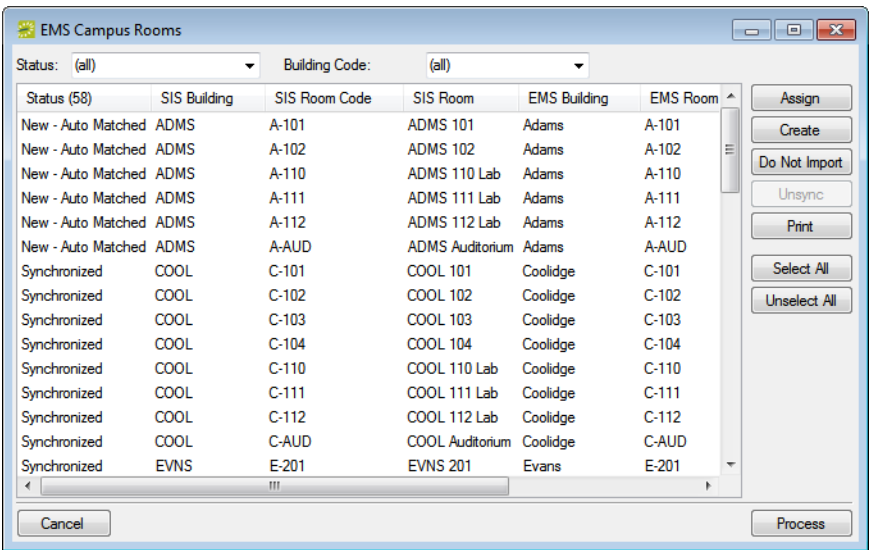 EMS Campus Rooms
Status: (all) Building Code: (all)
Status (58) SIS Building SIS Room Code SIS Room EMS Building EMS Room Assign
New - Auto Matched ADMS A-101 ADMS 101 Adams A-101
New - Auto Matched ADMS A-102 ADMS 102 Adams A-102 Create
New - Auto Matched ADMS A-110 ADMS 110 Lab Adams A-110 Do Not Import
New - Auto Matched ADMS A-111 ADMS 111 Lab Adams A-111 Unsync
New - Auto Matched ADMS A-112 ADMS 112 Lab Adams A-112 Print
New - Auto Matched ADMS A-AUD ADMS Auditorium Adams A-AUD
Synchronized COOL C-101 COOL 101 Coolidge C-101 Select All
Synchronized COOL C-102 COOL 102 Coolidge C-102 Unselect All
Synchronized COOL C-103 COOL 103 Coolidge C-103
Synchronized COOL C-104 COOL 104 Coolidge C-104
Synchronized COOL C-110 COOL 110 Lab Coolidge C-110
Synchronized COOL C-111 COOL 111 Lab Coolidge C-111
Synchronized COOL C-112 COOL 112 Lab Coolidge C-112
Synchronized COOL C-AUD COOL Auditorium Coolidge C-AUD
Synchronized EVNS E-201 EVNS 201 Evans E-201
Cancel Process